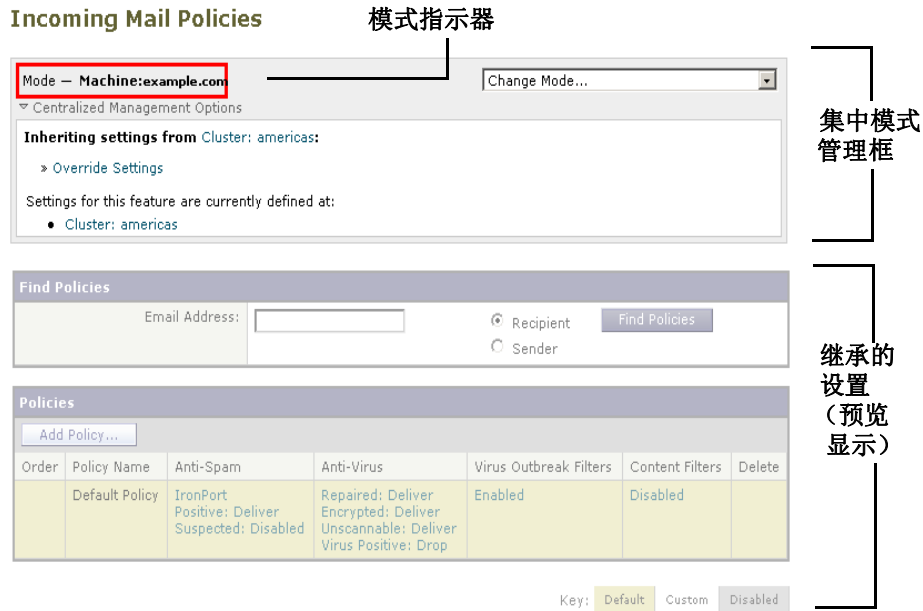 Incoming Mail Policies
模式指示器
Mode — Machine:example.com
Change Mode...
Centralized Management Options
Inheriting settings from Cluster: americas:
» Override Settings
Settings for this feature are currently defined at:
• Cluster: americas
集中模式
管理框
Find Policies
Email Address:
Recipient
Sender
Find Policies
继承的
设置
（预览
显示）
Policies
Add Policy...
Order Policy Name Anti-Spam Anti-Virus Virus Outbreak Filters Content Filters Delete
Default Policy
IronPort
Positive: Deliver
Suspected: Disabled
Repaired: Deliver
Encrypted: Deliver
Unscannable: Deliver
Virus Positive: Drop
Enabled
Disabled
Key: Default Custom Disabled